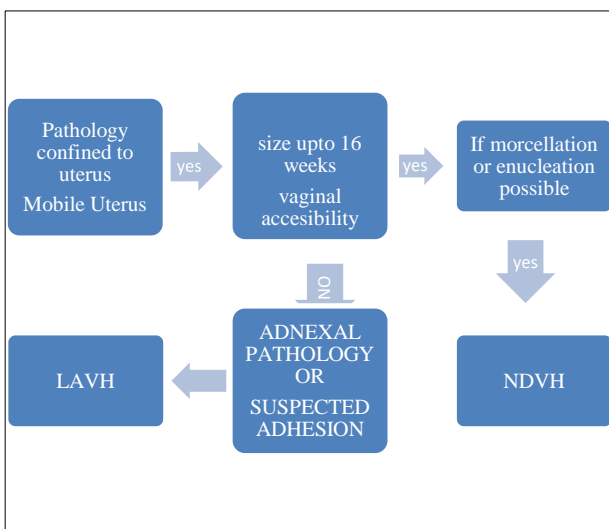 Pathology
confined to
uterus
Mobile Uterus
yes
size upto 16
weeks
vaginal
accesibility
yes
If morcellation
or enucleation
possible
yes
NO
ADNEXAL
PATHOLOGY
OR
SUSPECTED
ADHESION
LAVH
NDVH